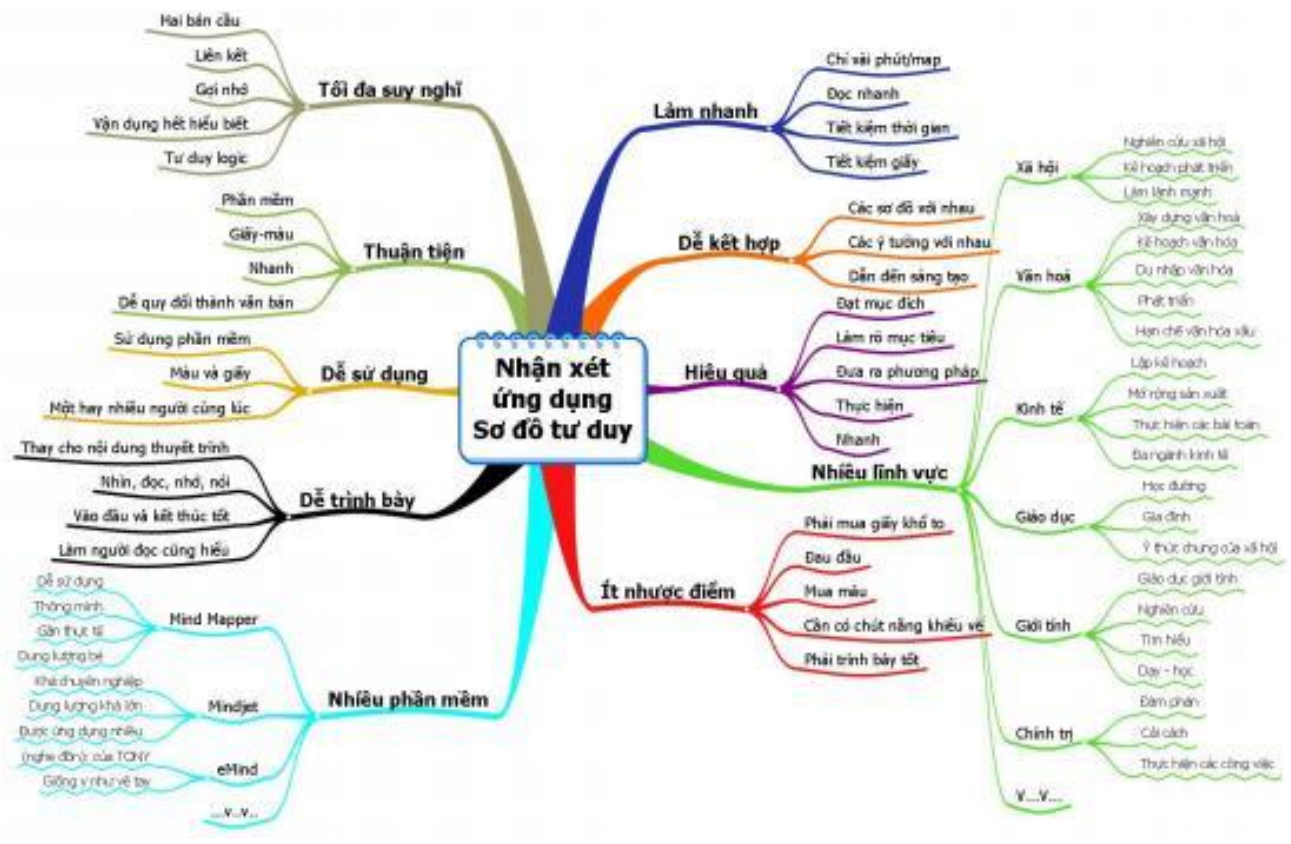 Nhận xét
ứng dụng
Sơ đồ tư duy
Làm nhanh
Chỉ vài phút/map
Đọc nhanh
Tiết kiệm thời gian
Tiết kiệm giấy
Dễ kết hợp
Các sơ đồ với nhau
Các ý tưởng với nhau
Dẫn đến sáng tạo
Hiệu quả
Đạt mục đích
Làm rõ mục tiêu
Đưa ra phương pháp
Thực hiện
Nhanh
Nhiều lĩnh vực
Xã hội
Nghiên cứu xã hội
Kế hoạch phát triển
Làm lành mạnh
Văn hoá
Xây dựng văn hoá
Kế hoạch văn hóa
Du nhập văn hóa
Phát triển
Hạn chế văn hóa xấu
Kinh tế
Lập kế hoạch
Mở rộng sản xuất
Thực hiện các bài toán
Đa ngành kinh tế
Giáo dục
Học đường
Gia đình
Ý thức chung của xã hội
Giới tính
Giáo dục giới tính
Nghiên cứu
Tìm hiểu
Dạy - học
Chính trị
Đàm phán
Cải cách
Thực hiện các công việc
V...V...
Ít nhược điểm
Phải mua giấy khổ to
Đau đầu
Mua màu
Cần có chút năng khiếu vẽ
Phải trình bày tốt
Nhiều phần mềm
Mind Mapper
Dễ sử dụng
Thông minh
Gần thực tế
Dung lượng bé
Mindjet
Khá chuyên nghiệp
Dung lượng khá lớn
Được ứng dụng nhiều
eMind
(nghe đồn): của TONY
Giống y như vẽ tay
...v..v..
Dễ trình bày
Thay cho nội dung thuyết trình
Nhìn, đọc, nhớ, nói
Vào đầu và kết thúc tốt
Làm người đọc cũng hiểu
Dễ sử dụng
Sử dụng phần mềm
Màu và giấy
Một hay nhiều người cùng lúc
Thuận tiện
Phần mềm
Giấy-màu
Nhanh
Dễ quy đổi thành văn bản
Tối đa suy nghĩ
Hai bán cầu
Liên kết
Gợi nhớ
Vận dụng hết hiểu biết
Tư duy logic